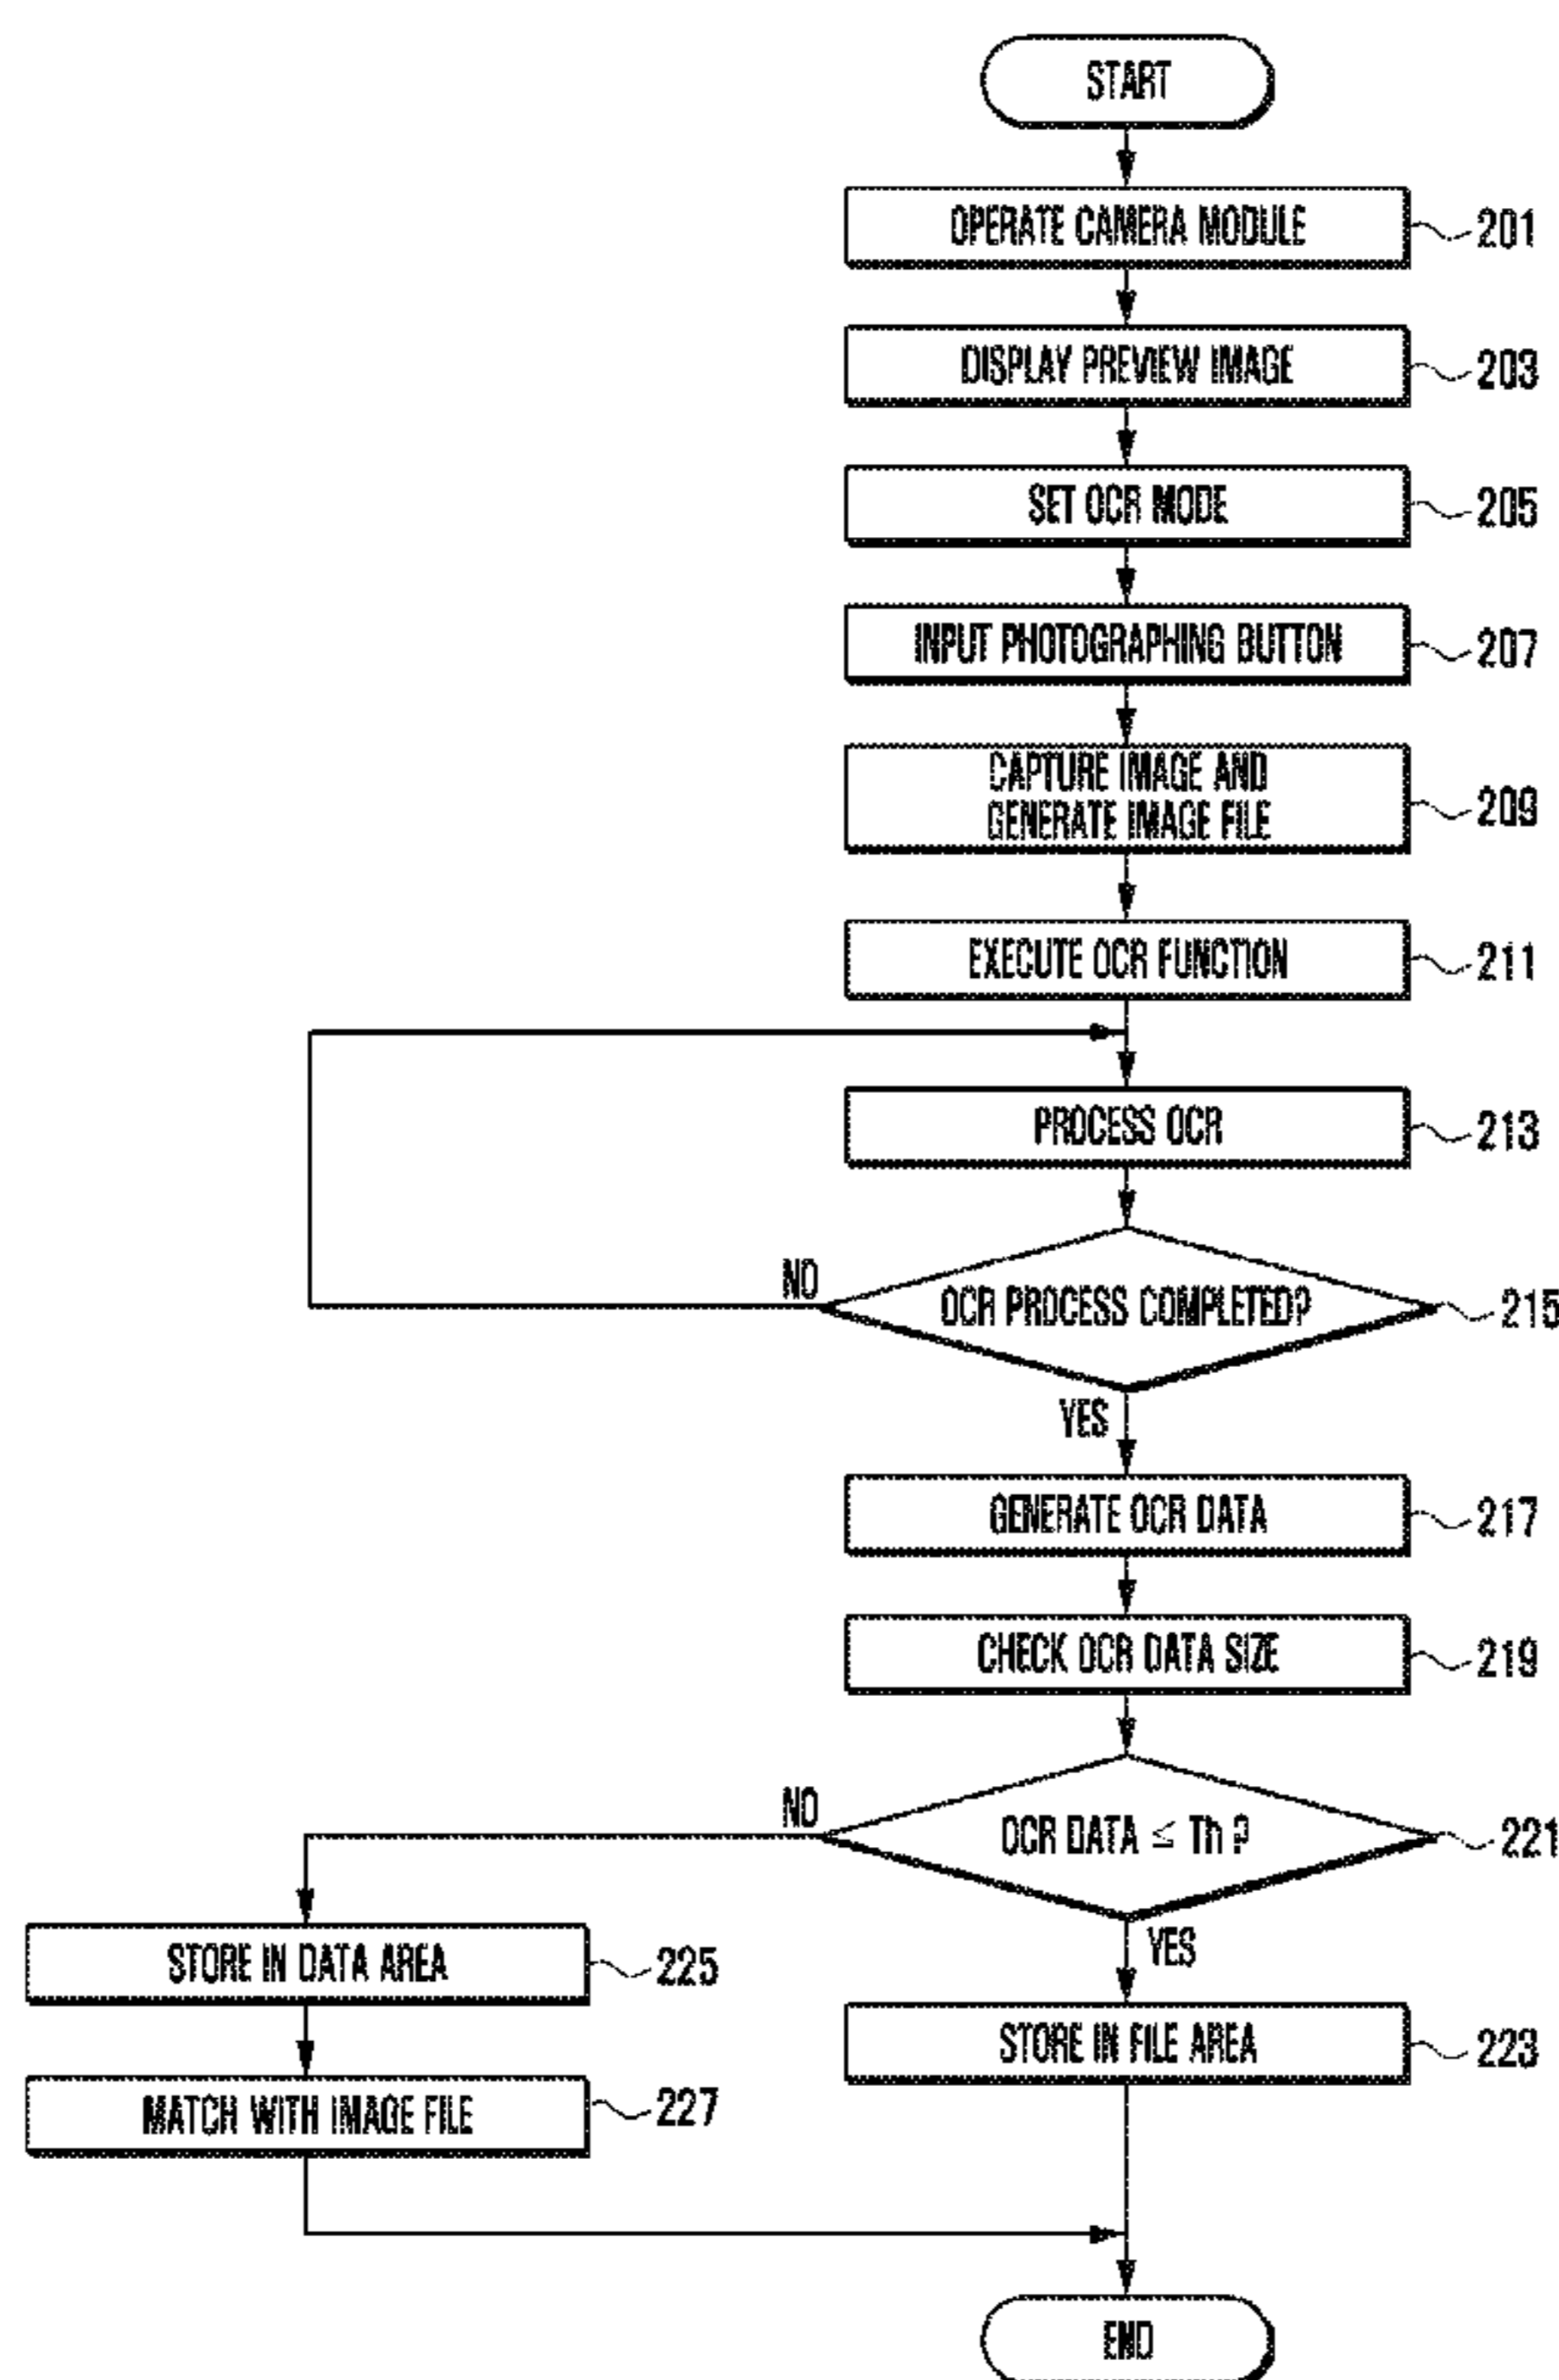 START
OPERATE CAMERA MODULE 201
DISPLAY PREVIEW IMAGE 203
SET OCR MODE 205
INPUT PHOTOGRAPHING BUTTON 207
CAPTURE IMAGE AND
GENERATE IMAGE FILE 209
EXECUTE OCR FUNCTION 211
PROCESS OCR 213
NO
OCR PROCESS COMPLETED? 215
YES
GENERATE OCR DATA 217
CHECK OCR DATA SIZE 219
NO
OCR DATA ≤ Th ? 221
YES
STORE IN DATA AREA 225
STORE IN FILE AREA 223
MATCH WITH IMAGE FILE 227
END